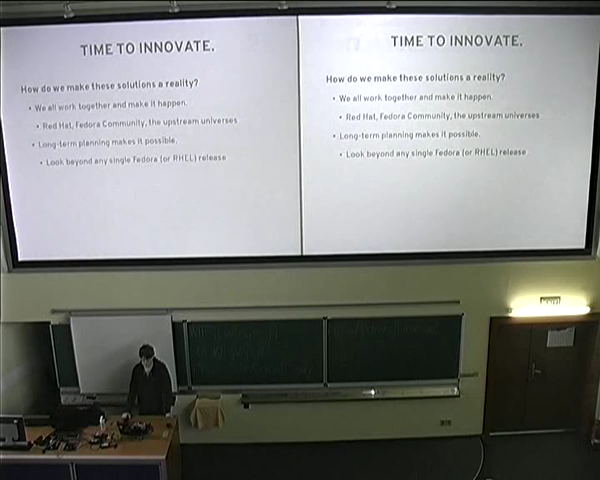 TIME TO INNOVATE.
How do we make these solutions a reality?
• We all work together and make it happen.
• Red Hat, Fedora Community, the upstream universes
• Long-term planning makes it possible.
• Look beyond any single Fedora (or RHEL) release
TIME TO INNOVATE.
How do we make these solutions a reality?
• We all work together and make it happen.
• Red Hat, Fedora Community, the upstream universes
• Long-term planning makes it possible.
• Look beyond any single Fedora (or RHEL) release